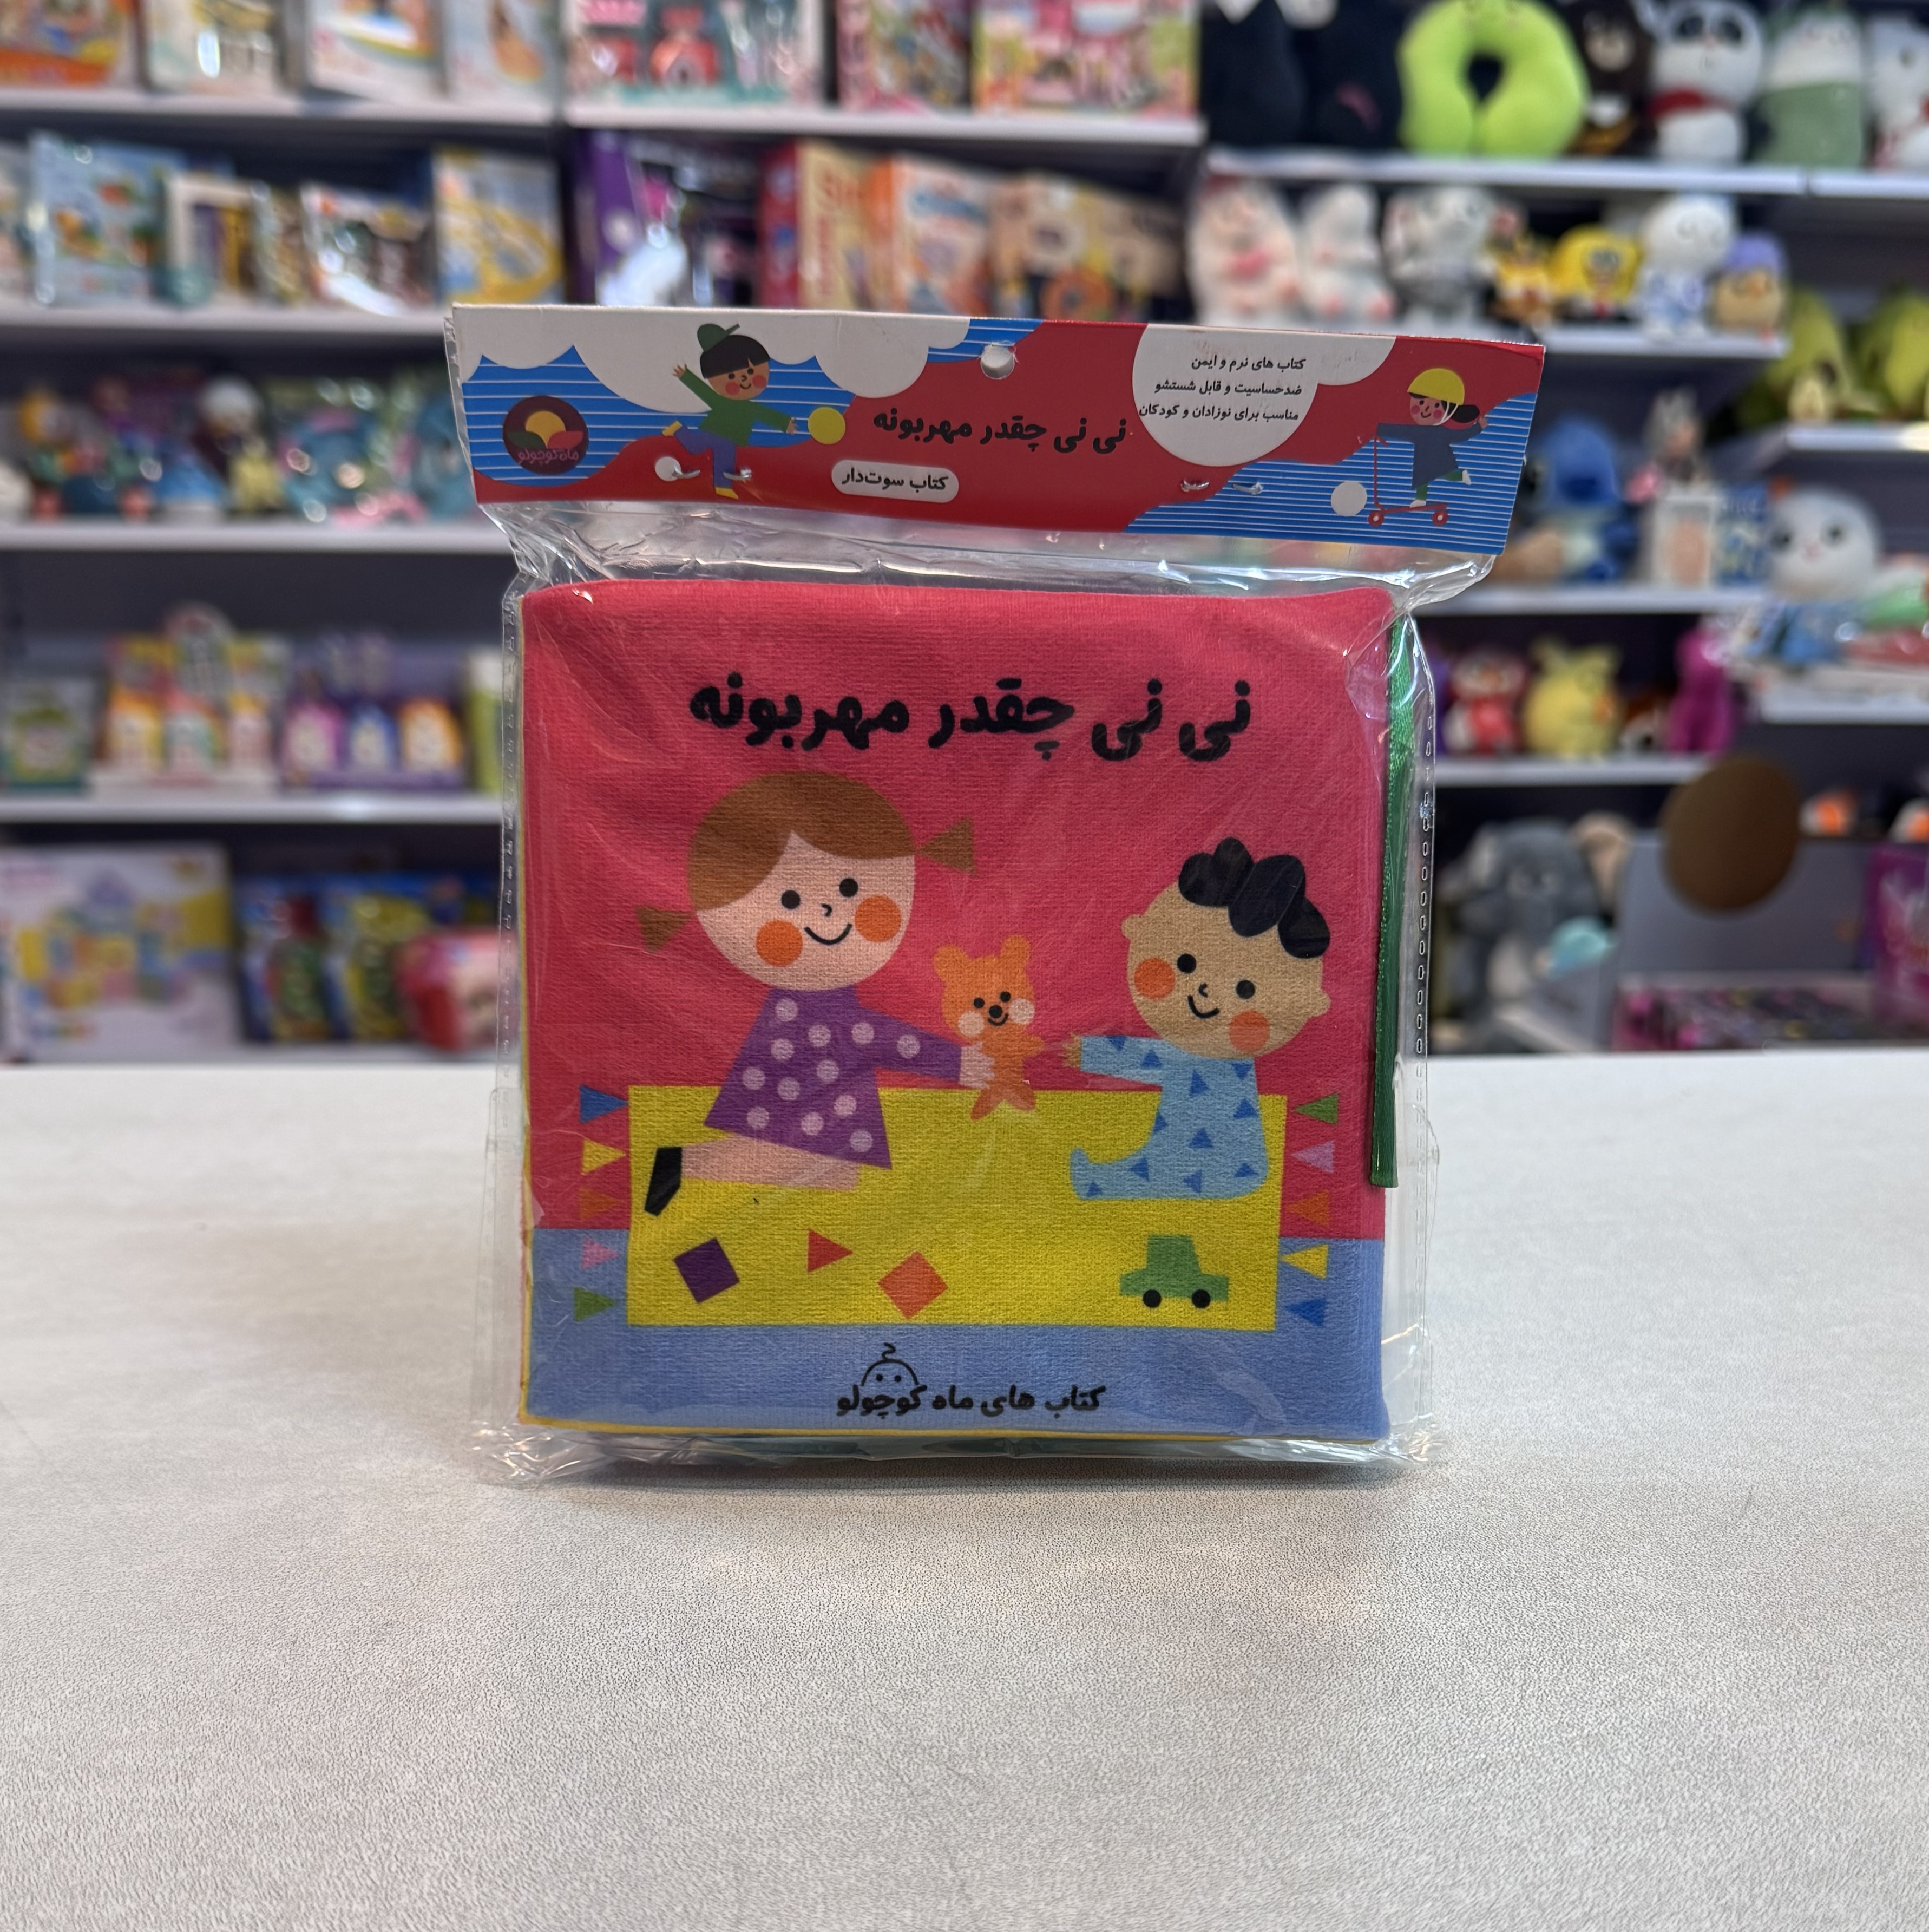 کتاب های نرم و ایمن
ضدحساسیت و قابل شستشو
مناسب برای نوزادان و کودکان
نی نی چقدر مهربونه
کتاب سوت‌دار
ماه کوچولو
نی نی چقدر مهربونه
کتاب های ماه کوچولو